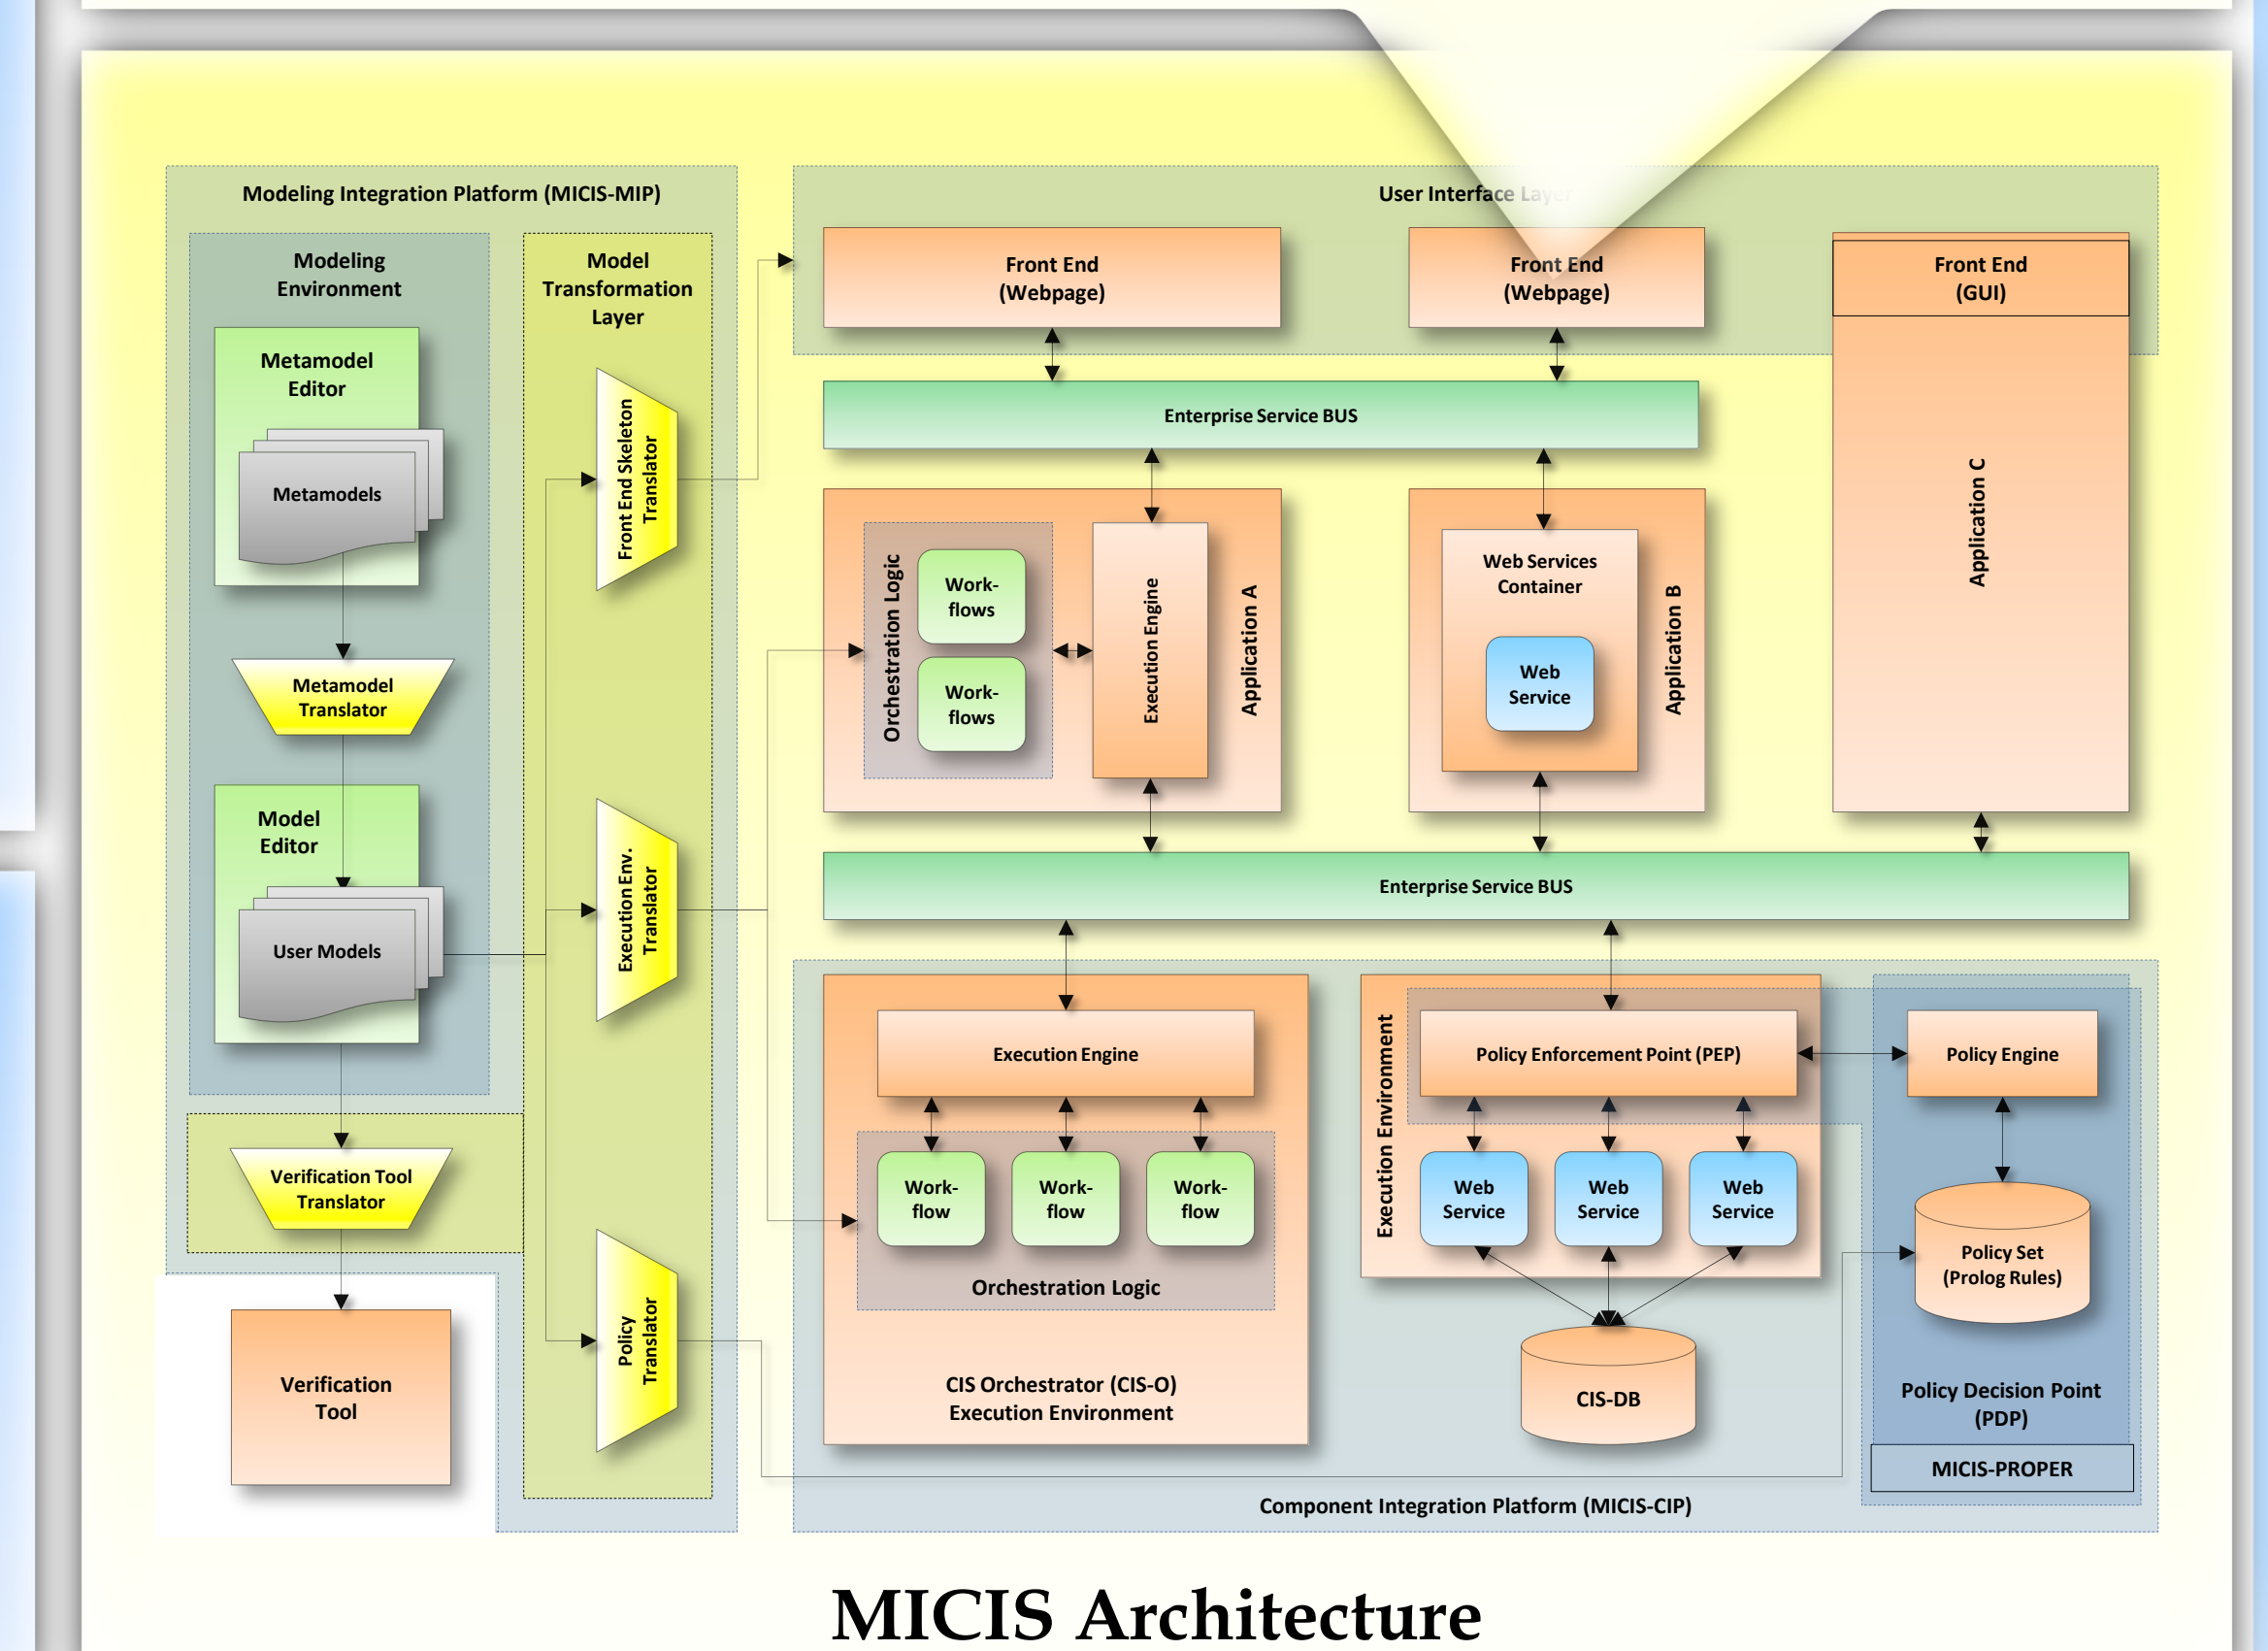 Modeling Integration Platform (MICIS-MIP)
Modeling
Environment
Metamodel
Editor
Metamodels
Metamodel
Translator
Model
Editor
User Models
Verification Tool
Translator
Verification
Tool
Model
Transformation
Layer
Front End Skeleton
Translator
Execution Env.
Translator
Policy
Translator
User Interface Layer
Front End
(Webpage)
Front End
(Webpage)
Front End
(GUI)
Enterprise Service BUS
Orchestration Logic
Work-
flows
Work-
flows
Execution Engine
Application A
Web Services
Container
Web
Service
Application B
Application C
Enterprise Service BUS
Execution Engine
Work-
flow
Work-
flow
Work-
flow
Orchestration Logic
CIS Orchestrator (CIS-O)
Execution Environment
Execution Environment
Policy Enforcement Point (PEP)
Web
Service
Web
Service
Web
Service
CIS-DB
Policy Engine
Policy Set
(Prolog Rules)
Policy Decision Point
(PDP)
MICIS-PROPER
Component Integration Platform (MICIS-CIP)
MICIS Architecture